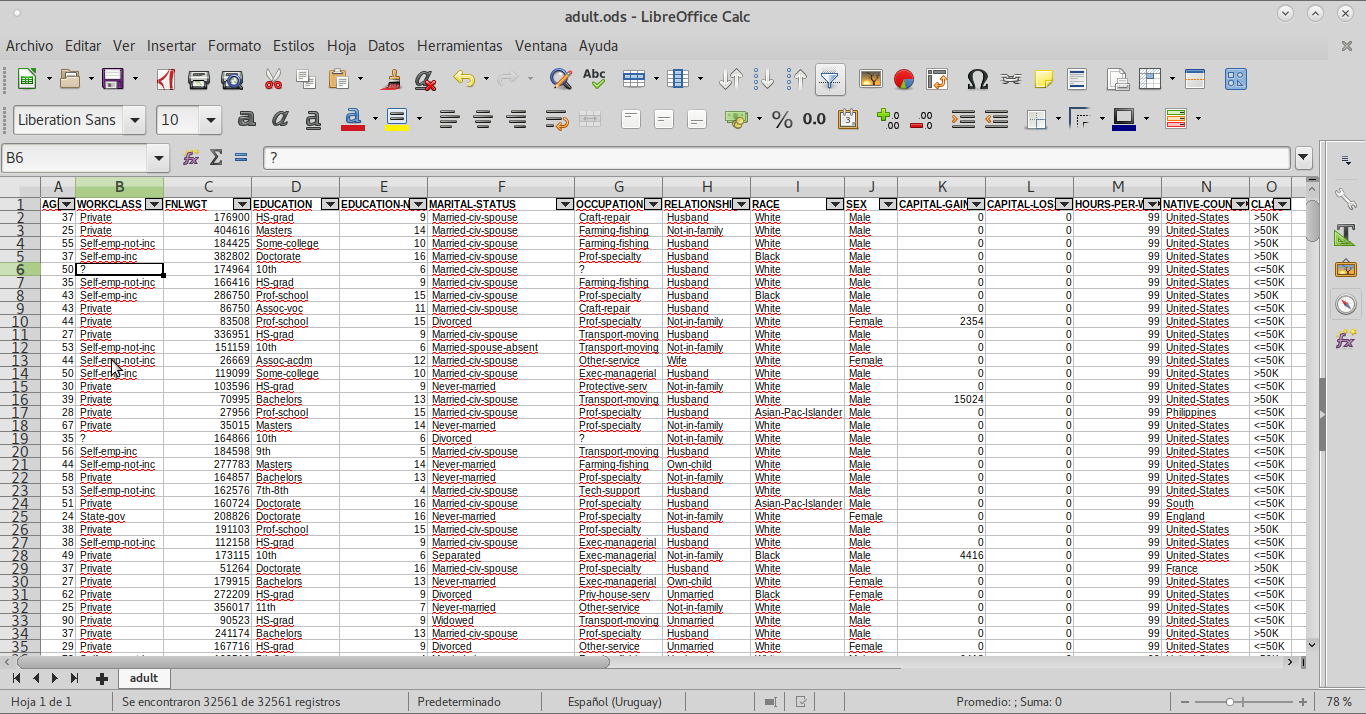 adult.ods - LibreOffice Calc
Archivo Editar Ver Insertar Formato Estilos Hoja Datos Herramientas Ventana Ayuda
Abc
Liberation Sans 10 a a a a % 0.0
B6 ?
A B C D E F G H I J K L M N O
1 AG WORKCLASS FNLWGT EDUCATION EDUCATION-N MARITAL-STATUS OCCUPATION RELATIONSHI RACE SEX CAPITAL-GAIN CAPITAL-LOS HOURS-PER-W NATIVE-COUN CLA
2 37 Private 176900 HS-grad 9 Married-civ-spouse Craft-repair Husband White Male 0 0 99 United-States >50K
3 25 Private 404616 Masters 14 Married-civ-spouse Farming-fishing Not-in-family White Male 0 0 99 United-States >50K
4 55 Self-emp-not-inc 184425 Some-college 10 Married-civ-spouse Farming-fishing Husband White Male 0 0 99 United-States >50K
5 37 Self-emp-inc 382802 Doctorate 16 Married-civ-spouse Prof-specialty Husband Black Male 0 0 99 United-States >50K
6 50 ? 174964 10th 6 Married-civ-spouse ? Husband White Male 0 0 99 United-States <=50K
7 35 Self-emp-not-inc 166416 HS-grad 9 Married-civ-spouse Farming-fishing Husband White Male 0 0 99 United-States <=50K
8 43 Self-emp-inc 286750 Prof-school 15 Married-civ-spouse Prof-specialty Husband Black Male 0 0 99 United-States >50K
9 43 Private 86750 Assoc-voc 11 Married-civ-spouse Craft-repair Husband White Male 0 0 99 United-States <=50K
10 44 Private 83508 Prof-school 15 Divorced Prof-specialty Not-in-family White Female 2354 0 99 United-States >50K
11 27 Private 336951 HS-grad 9 Married-civ-spouse Transport-moving Husband White Male 0 0 99 United-States <=50K
12 53 Self-emp-not-inc 151159 10th 6 Married-spouse-absent Transport-moving Not-in-family White Male 0 0 99 United-States <=50K
13 44 Self-emp-not-inc 26669 Assoc-acdm 12 Married-civ-spouse Other-service Wife White Female 0 0 99 United-States <=50K
14 50 Self-emp-inc 119099 Some-college 10 Married-civ-spouse Exec-managerial Husband White Male 0 0 99 United-States >50K
15 30 Private 103596 HS-grad 9 Never-married Protective-serv Not-in-family White Male 0 0 99 United-States <=50K
16 39 Private 70995 Bachelors 13 Married-civ-spouse Transport-moving Husband White Male 15024 0 99 United-States >50K
17 28 Private 27956 Prof-school 15 Married-civ-spouse Prof-specialty Husband Asian-Pac-Islander Male 0 0 99 Philippines <=50K
18 67 Private 35015 Masters 14 Never-married Prof-specialty Not-in-family White Male 0 0 99 United-States <=50K
19 35 ? 164866 10th 6 Divorced ? Not-in-family White Male 0 0 99 United-States <=50K
20 56 Self-emp-inc 184598 9th 5 Married-civ-spouse Transport-moving Husband White Male 0 0 99 United-States <=50K
21 44 Self-emp-not-inc 277783 Masters 14 Never-married Farming-fishing Own-child White Male 0 0 99 United-States <=50K
22 58 Private 164857 Bachelors 13 Never-married Prof-specialty Not-in-family White Male 0 0 99 United-States <=50K
23 53 Self-emp-not-inc 162576 7th-8th 4 Married-civ-spouse Tech-support Husband White Male 0 0 99 United-States <=50K
24 51 Private 160724 Doctorate 16 Married-civ-spouse Prof-specialty Husband Asian-Pac-Islander Male 0 0 99 South <=50K
25 24 State-gov 208826 Doctorate 16 Never-married Prof-specialty Not-in-family White Female 0 0 99 England <=50K
26 38 Private 191103 Prof-school 15 Married-civ-spouse Prof-specialty Husband White Male 0 0 99 United-States >50K
27 38 Self-emp-not-inc 112158 HS-grad 9 Married-civ-spouse Exec-managerial Husband White Male 0 0 99 United-States <=50K
28 49 Private 173115 10th 6 Separated Exec-managerial Not-in-family Black Male 4416 0 99 United-States <=50K
29 37 Private 51264 Doctorate 16 Married-civ-spouse Prof-specialty Husband White Male 0 0 99 France >50K
30 27 Private 179915 Bachelors 13 Never-married Exec-managerial Own-child White Female 0 0 99 United-States <=50K
31 62 Private 272209 HS-grad 9 Divorced Priv-house-serv Unmarried Black Female 0 0 99 United-States <=50K
32 25 Private 356017 11th 7 Never-married Other-service Not-in-family White Male 0 0 99 United-States <=50K
33 90 Private 90523 HS-grad 9 Widowed Transport-moving Unmarried White Male 0 0 99 United-States <=50K
34 37 Private 241174 Bachelors 13 Married-civ-spouse Prof-specialty Husband White Male 0 0 99 United-States >50K
35 29 Private 167716 HS-grad 9 Divorced Other-service Unmarried White Female 0 0 99 United-States <=50K
adult
Hoja 1 de 1 Se encontraron 32561 de 32561 registros Predeterminado Español (Uruguay) Promedio: ; Suma: 0 78 %